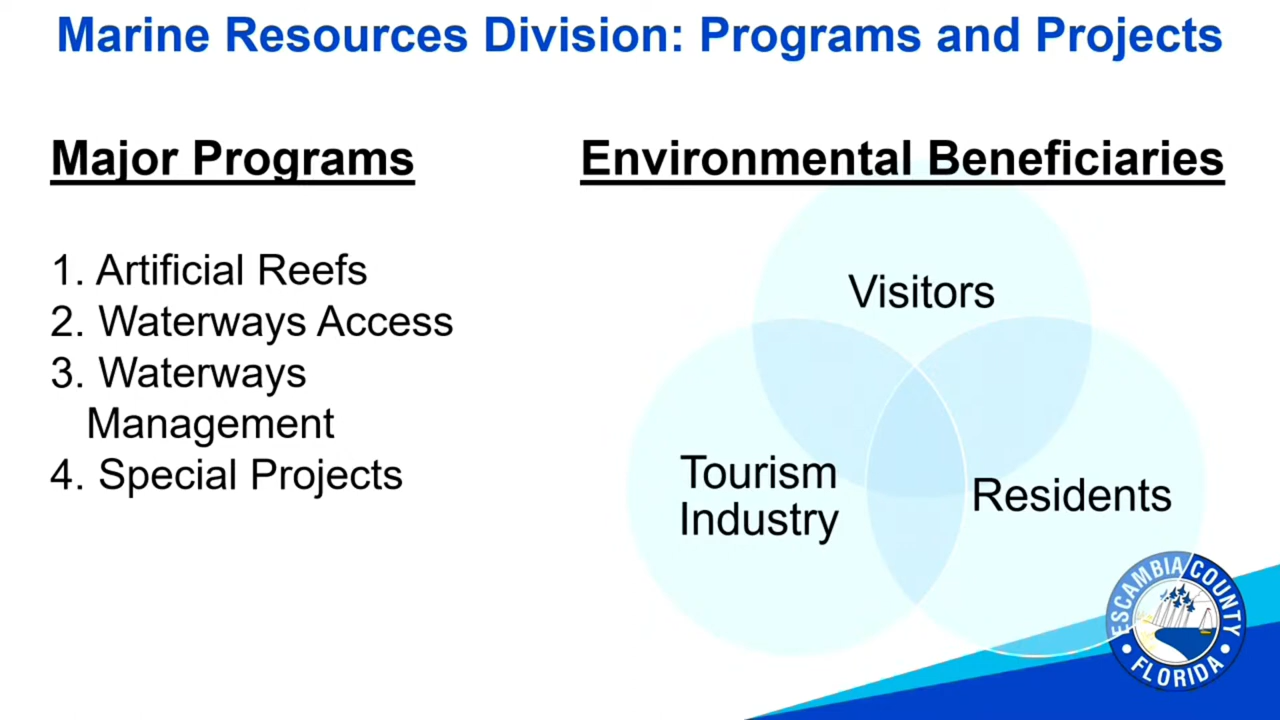 Marine Resources Division: Programs and Projects
Major Programs
1. Artificial Reefs
2. Waterways Access
3. Waterways
Management
4. Special Projects
Environmental Beneficiaries
Visitors
Tourism
Industry
Residents
ESCAMBIA COUNTY
FLORIDA